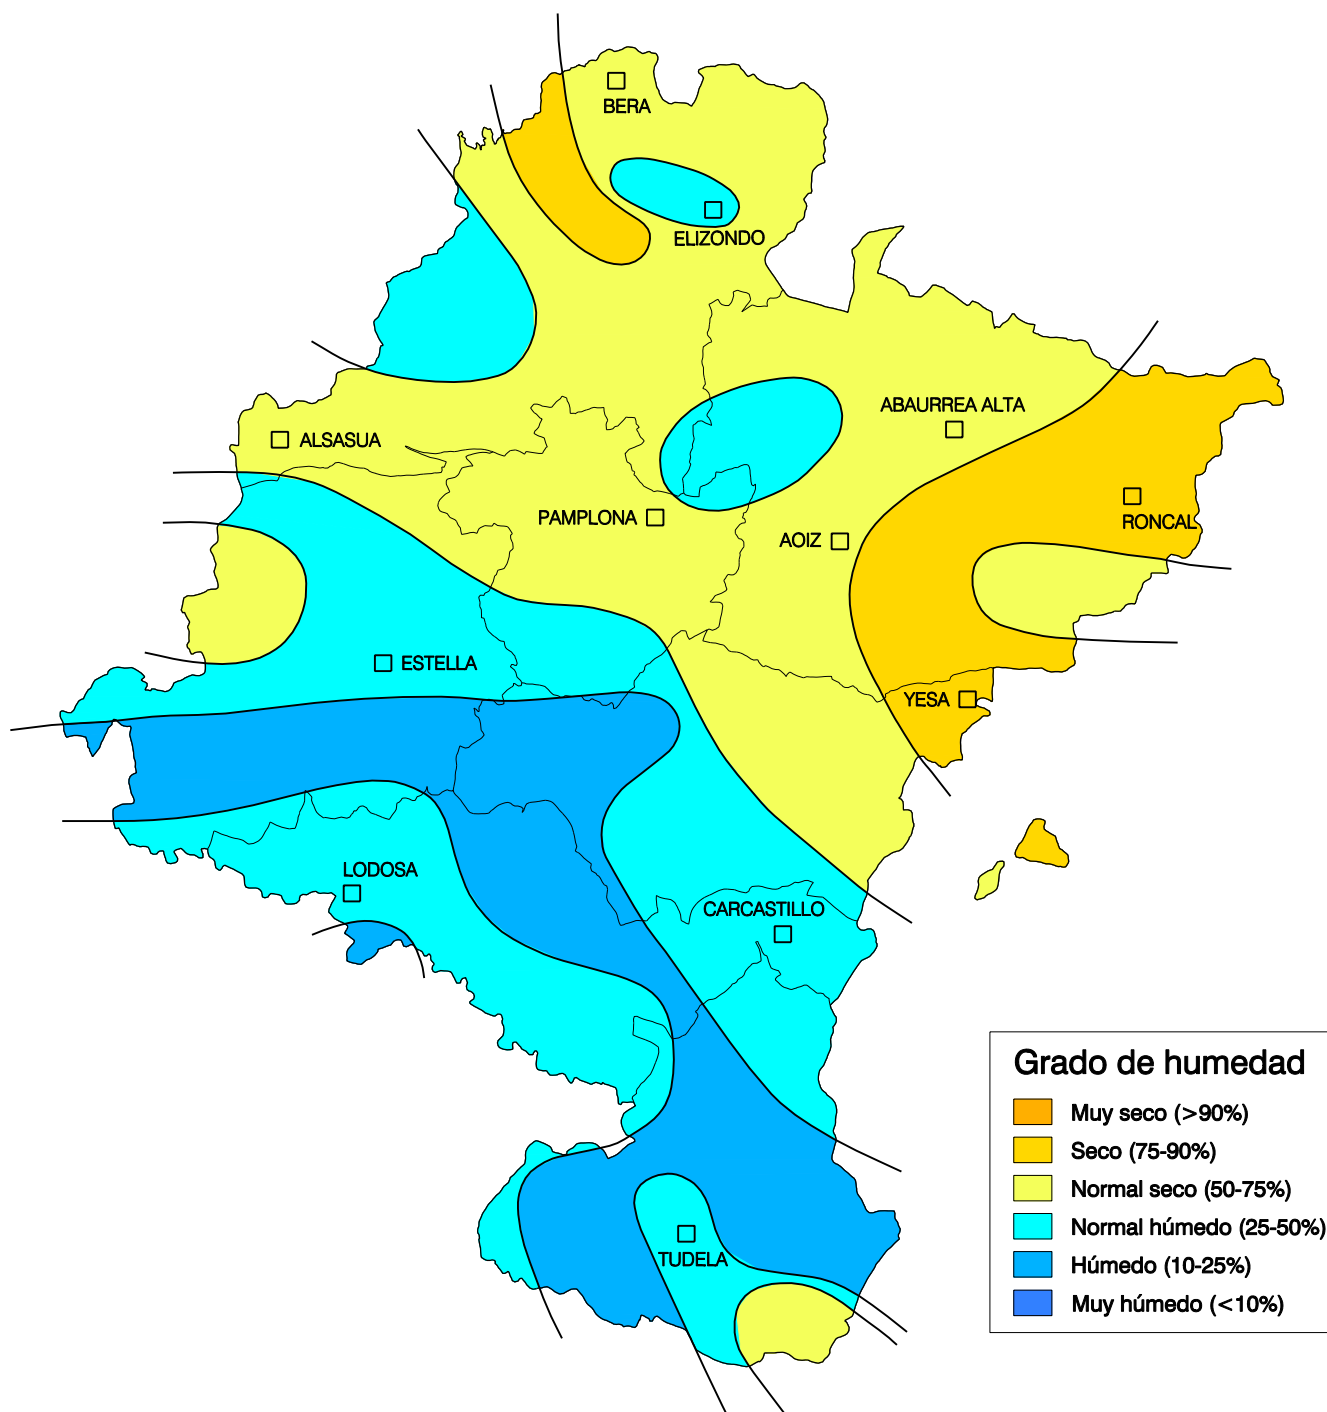 BERA
ELIZONDO
ABAURREA ALTA
ALSASUA
PAMPLONA
RONCAL
AOIZ
ESTELLA
YESA
LODOSA
CARCASTILLO
TUDELA
Grado de humedad
Muy seco (>90%)
Seco (75-90%)
Normal seco (50-75%)
Normal húmedo (25-50%)
Húmedo (10-25%)
Muy húmedo (<10%)